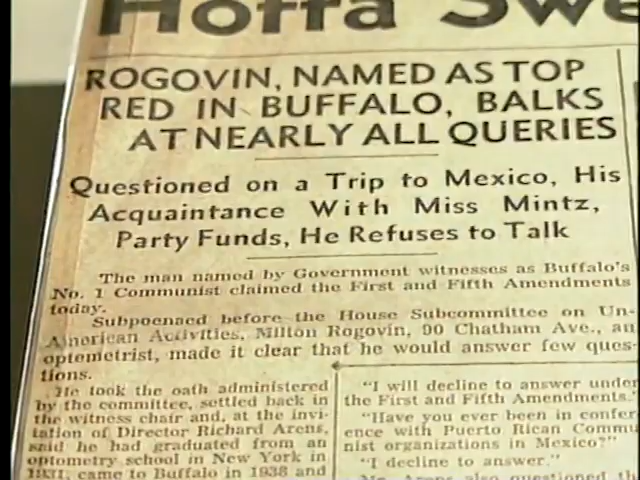 Hoffa Swe
ROGOVIN, NAMED AS TOP
RED IN BUFFALO, BALKS
AT NEARLY ALL QUERIES
Questioned on a Trip to Mexico, His
Acquaintance With Miss Mintz,
Party Funds, He Refuses to Talk
The man named by Government witnesses as Buffalo's
No. 1 Communist claimed the First and Fifth Amendments
today.
Subpoenaed before the House Subcommittee on Un-
American Activities, Milton Rogovin, 90 Chatham Ave., an
optometrist, made it clear that he would answer few ques-
tions.
He took the oath administered
by the committee, settled back in
the witness chair and, at the invi-
tation of Director Richard Arens,
said he had graduated from an
optometry school in New York in
1931, came to Buffalo in 1938 and
"I will decline to answer under
the First and Fifth Amendments."
"Have you ever been in confer-
ence with Puerto Rican Commu-
nist organizations in Mexico?"
"I decline to answer."
Mr. Arens also questioned the